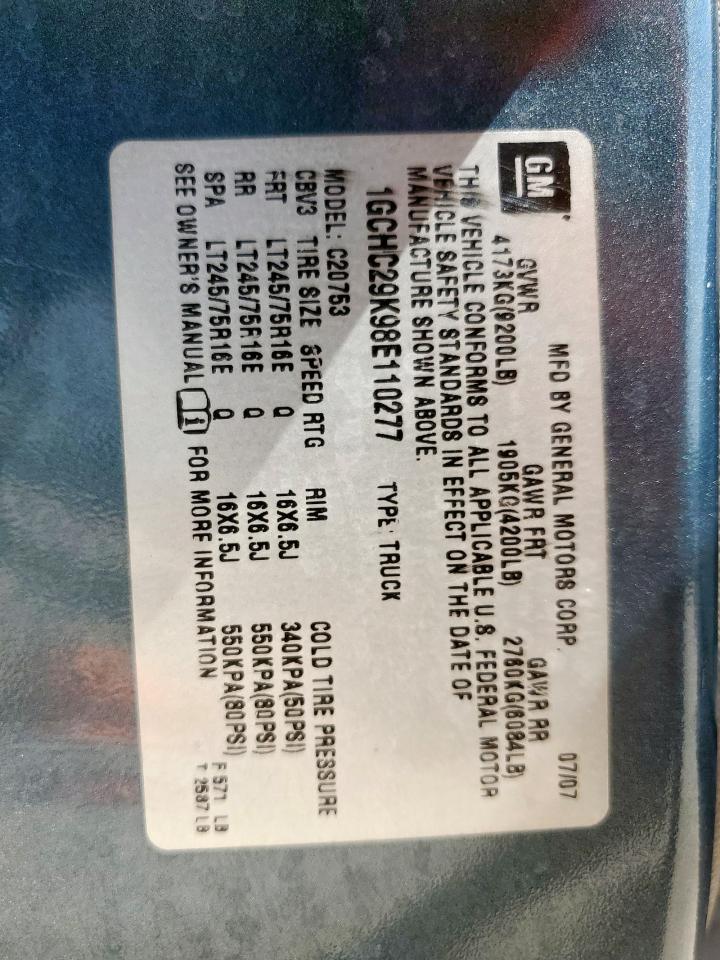 GM
MFD BY GENERAL MOTORS CORP. 07/07
GVWR GAWR FRT GAWR RR
4173KG(9200LB) 1905KG(4200LB) 2760KG(6084LB)
THIS VEHICLE CONFORMS TO ALL APPLICABLE U.S. FEDERAL MOTOR
VEHICLE SAFETY STANDARDS IN EFFECT ON THE DATE OF
MANUFACTURE SHOWN ABOVE.
1GCHC29K98E110277 TYPE: TRUCK
MODEL: C20753
CBV3 TIRE SIZE SPEED RTG RIM COLD TIRE PRESSURE
FRT LT245/75R16E Q 16X6.5J 340KPA(50PSI)
RR LT245/75R16E Q 16X6.5J 550KPA(80PSI)
SPA LT245/75R16E Q 16X6.5J 550KPA(80PSI)
SEE OWNER'S MANUAL FOR MORE INFORMATION
F 571 LB
T 2587 LB